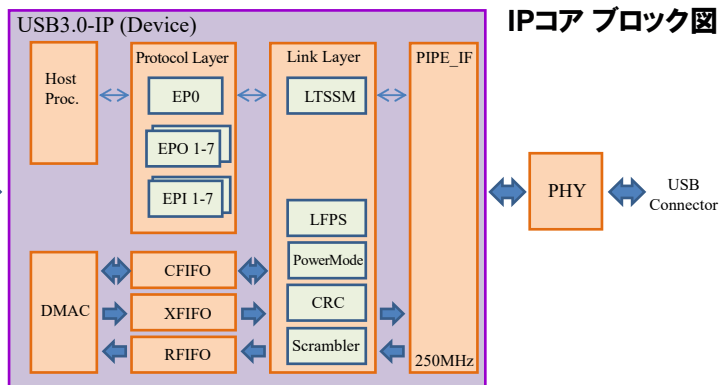 USB3.0-IP (Device)
IPコア ブロック図
Host
Proc.
Protocol Layer
EP0
EPO 1-7
EPI 1-7
Link Layer
LTSSM
LFPS
PowerMode
CRC
Scrambler
PIPE_IF
250MHz
DMAC
CFIFO
XFIFO
RFIFO
PHY
USB
Connector